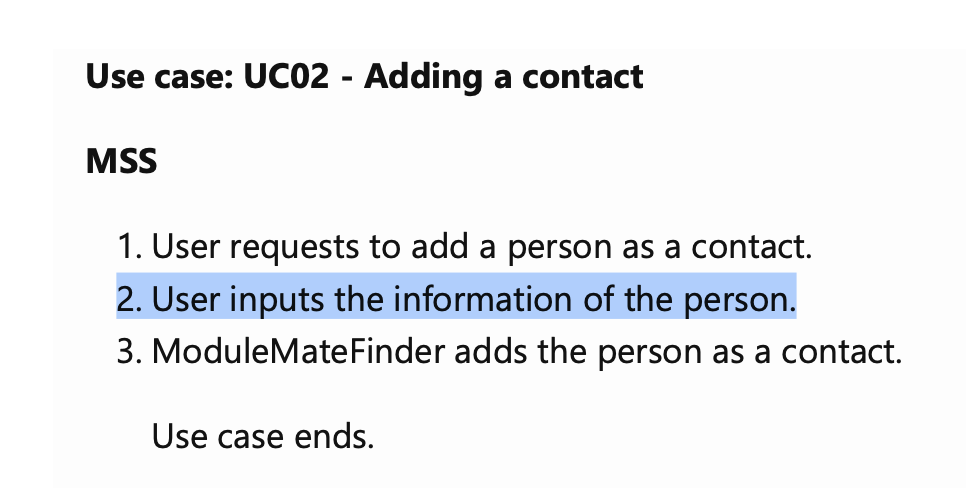 Use case: UC02 - Adding a contact
MSS
1. User requests to add a person as a contact.
2. User inputs the information of the person.
3. ModuleMateFinder adds the person as a contact.
Use case ends.